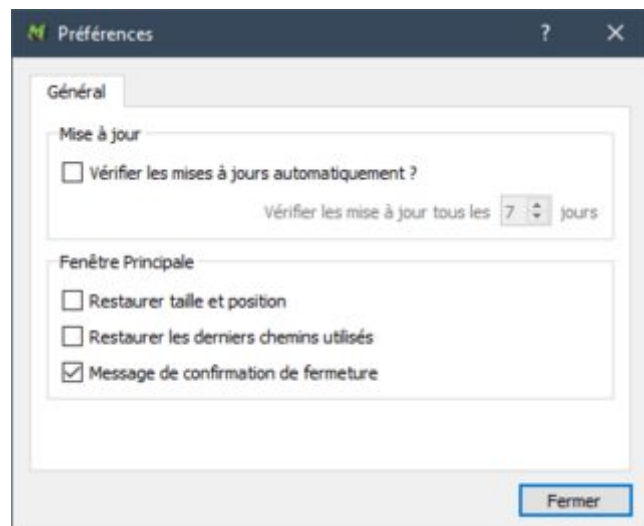 Préférences
Général
Mise à jour
Vérifier les mises à jours automatiquement ?
Vérifier les mise à jour tous les 7 jours
Fenêtre Principale
Restaurer taille et position
Restaurer les derniers chemins utilisés
Message de confirmation de fermeture
Fermer